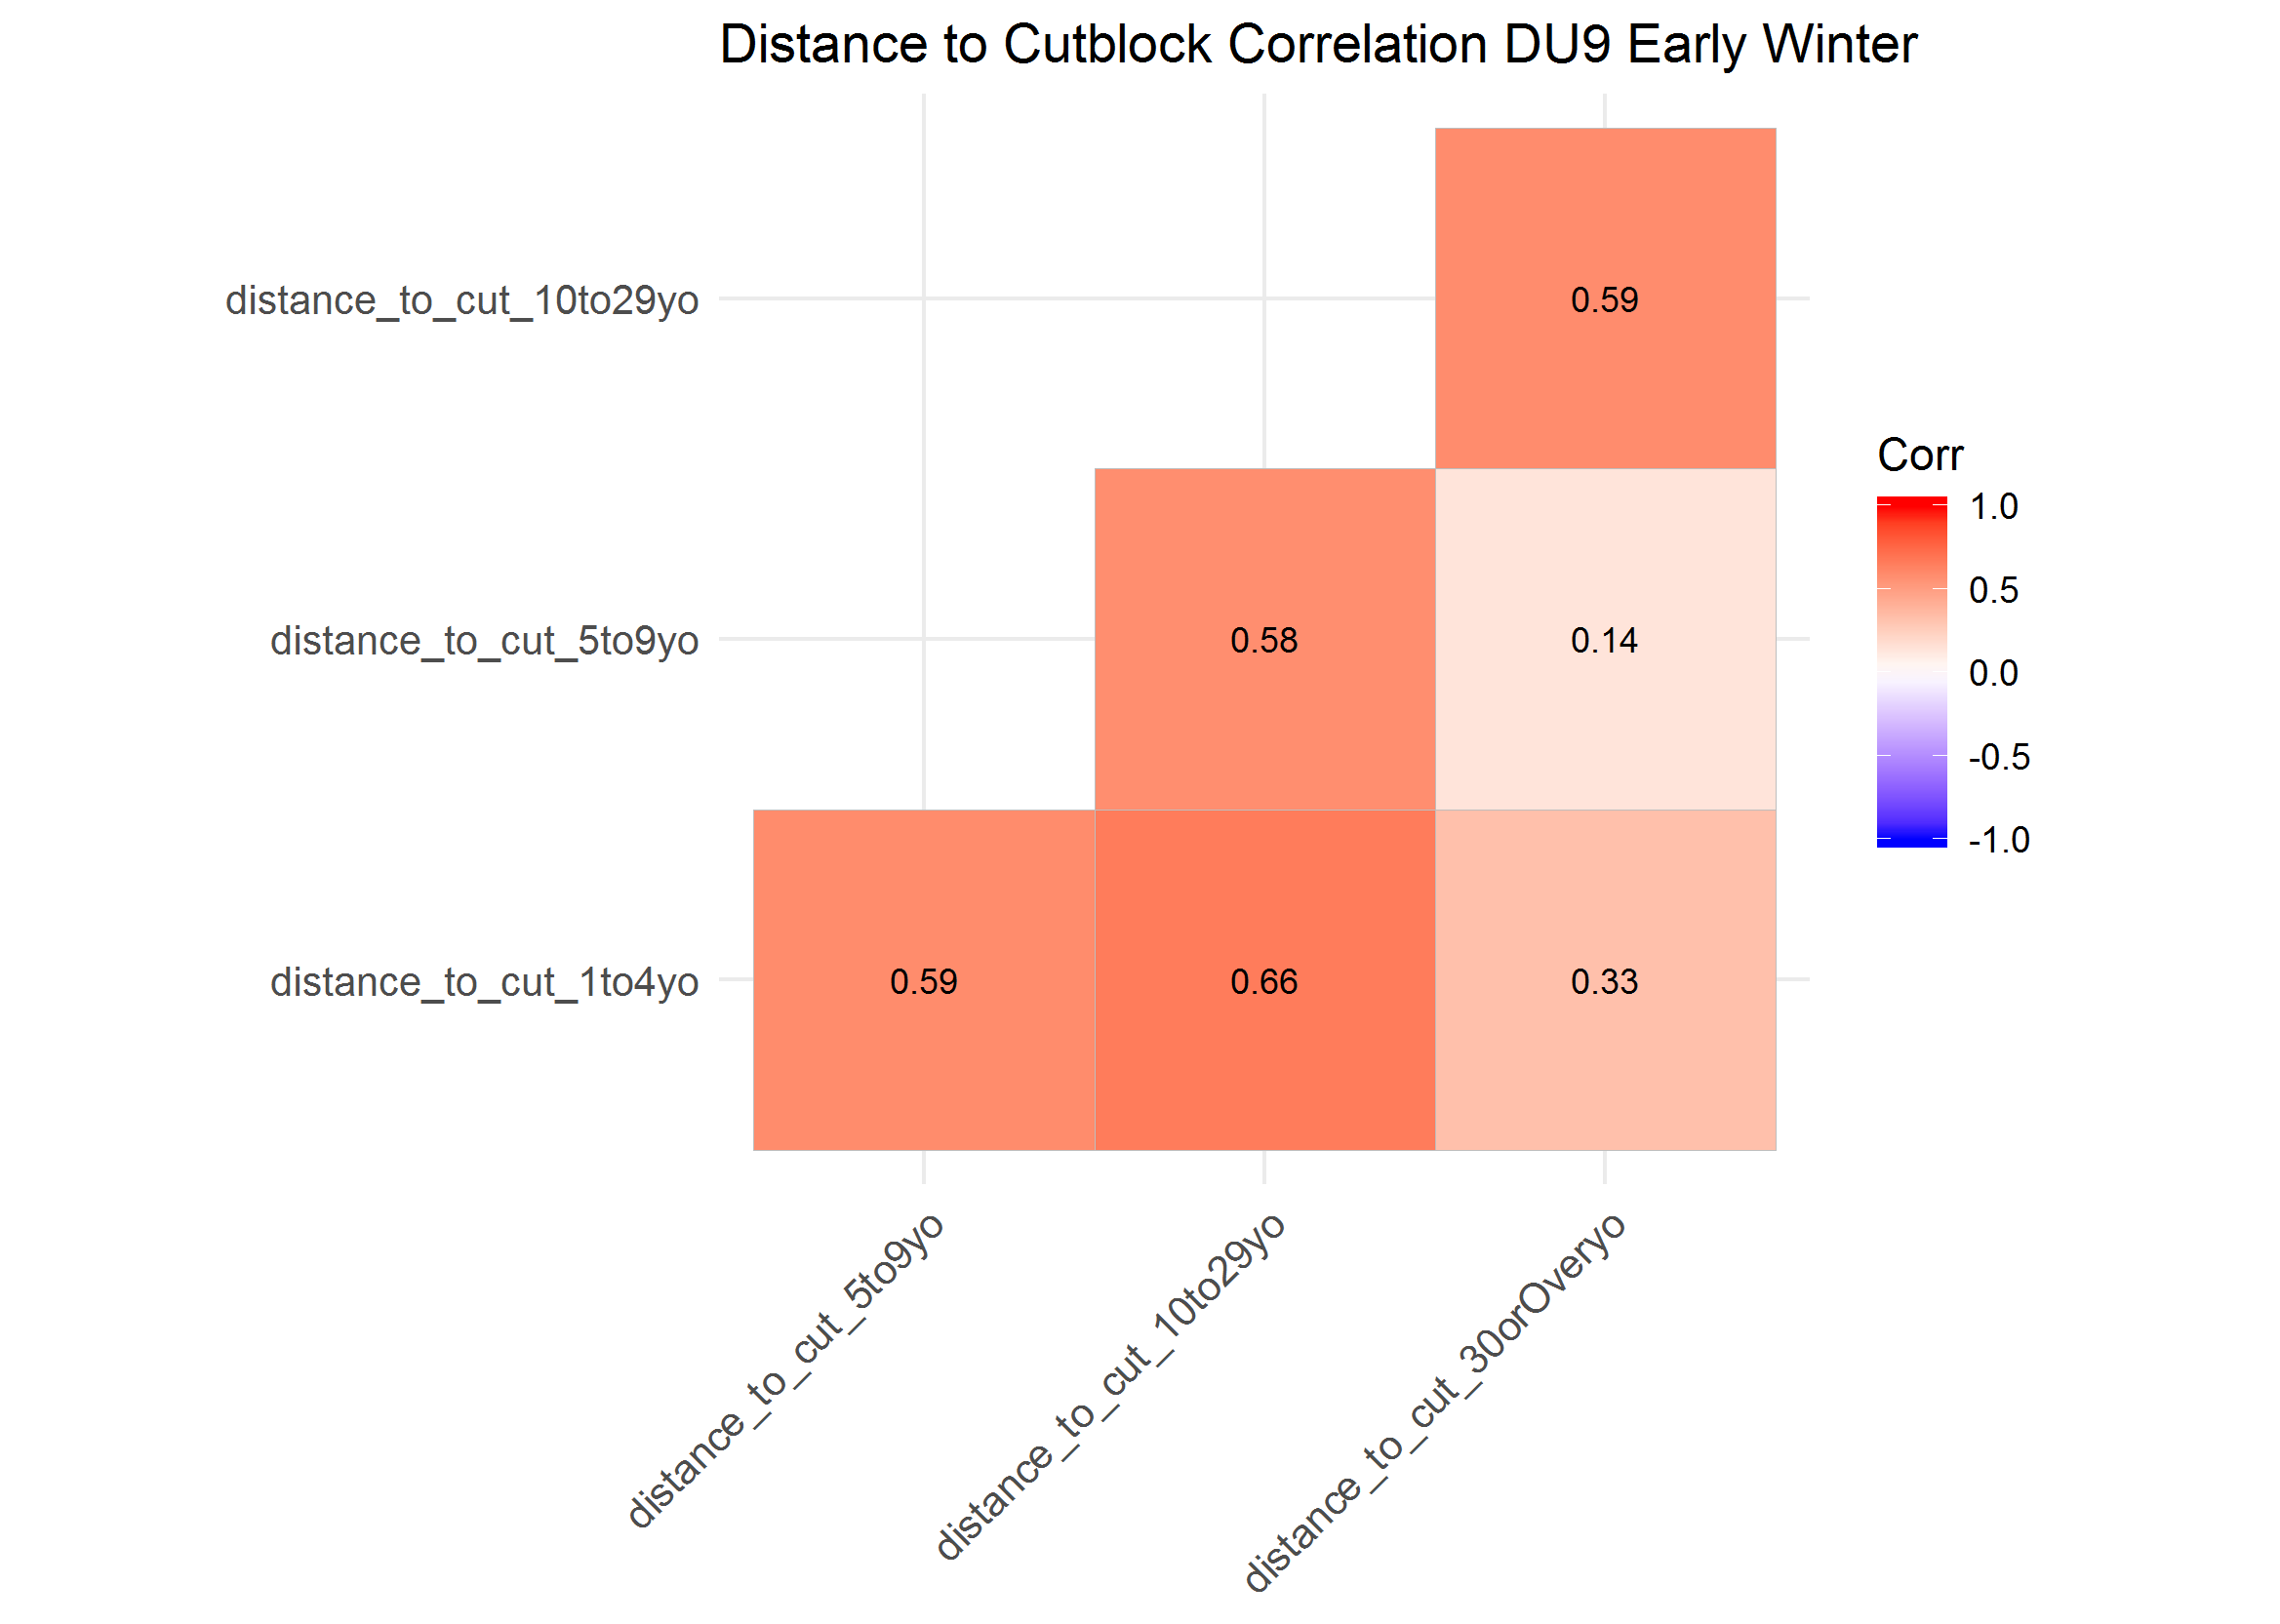 Distance to Cutblock Correlation DU9 Early Winter
distance_to_cut_10to29yo
0.59
distance_to_cut_5to9yo
0.58
0.14
distance_to_cut_1to4yo
0.59
0.66
0.33
distance_to_cut_5to9yo
distance_to_cut_10to29yo
distance_to_cut_30orOveryo
Corr
1.0
0.5
0.0
-0.5
-1.0